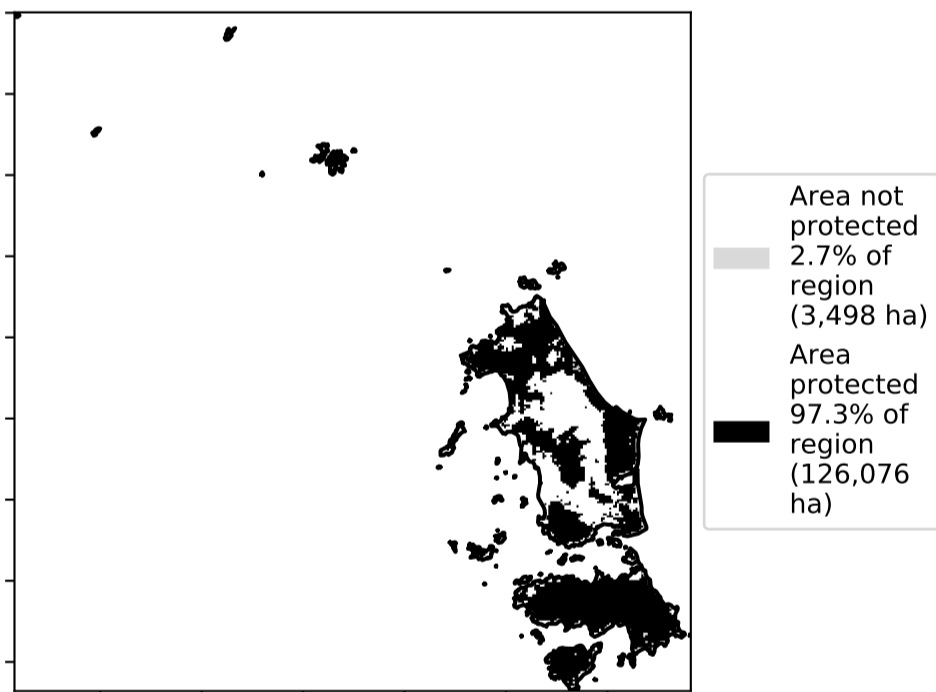 Area not
protected
2.7% of
region
(3,498 ha)
Area
protected
97.3% of
region
(126,076
ha)